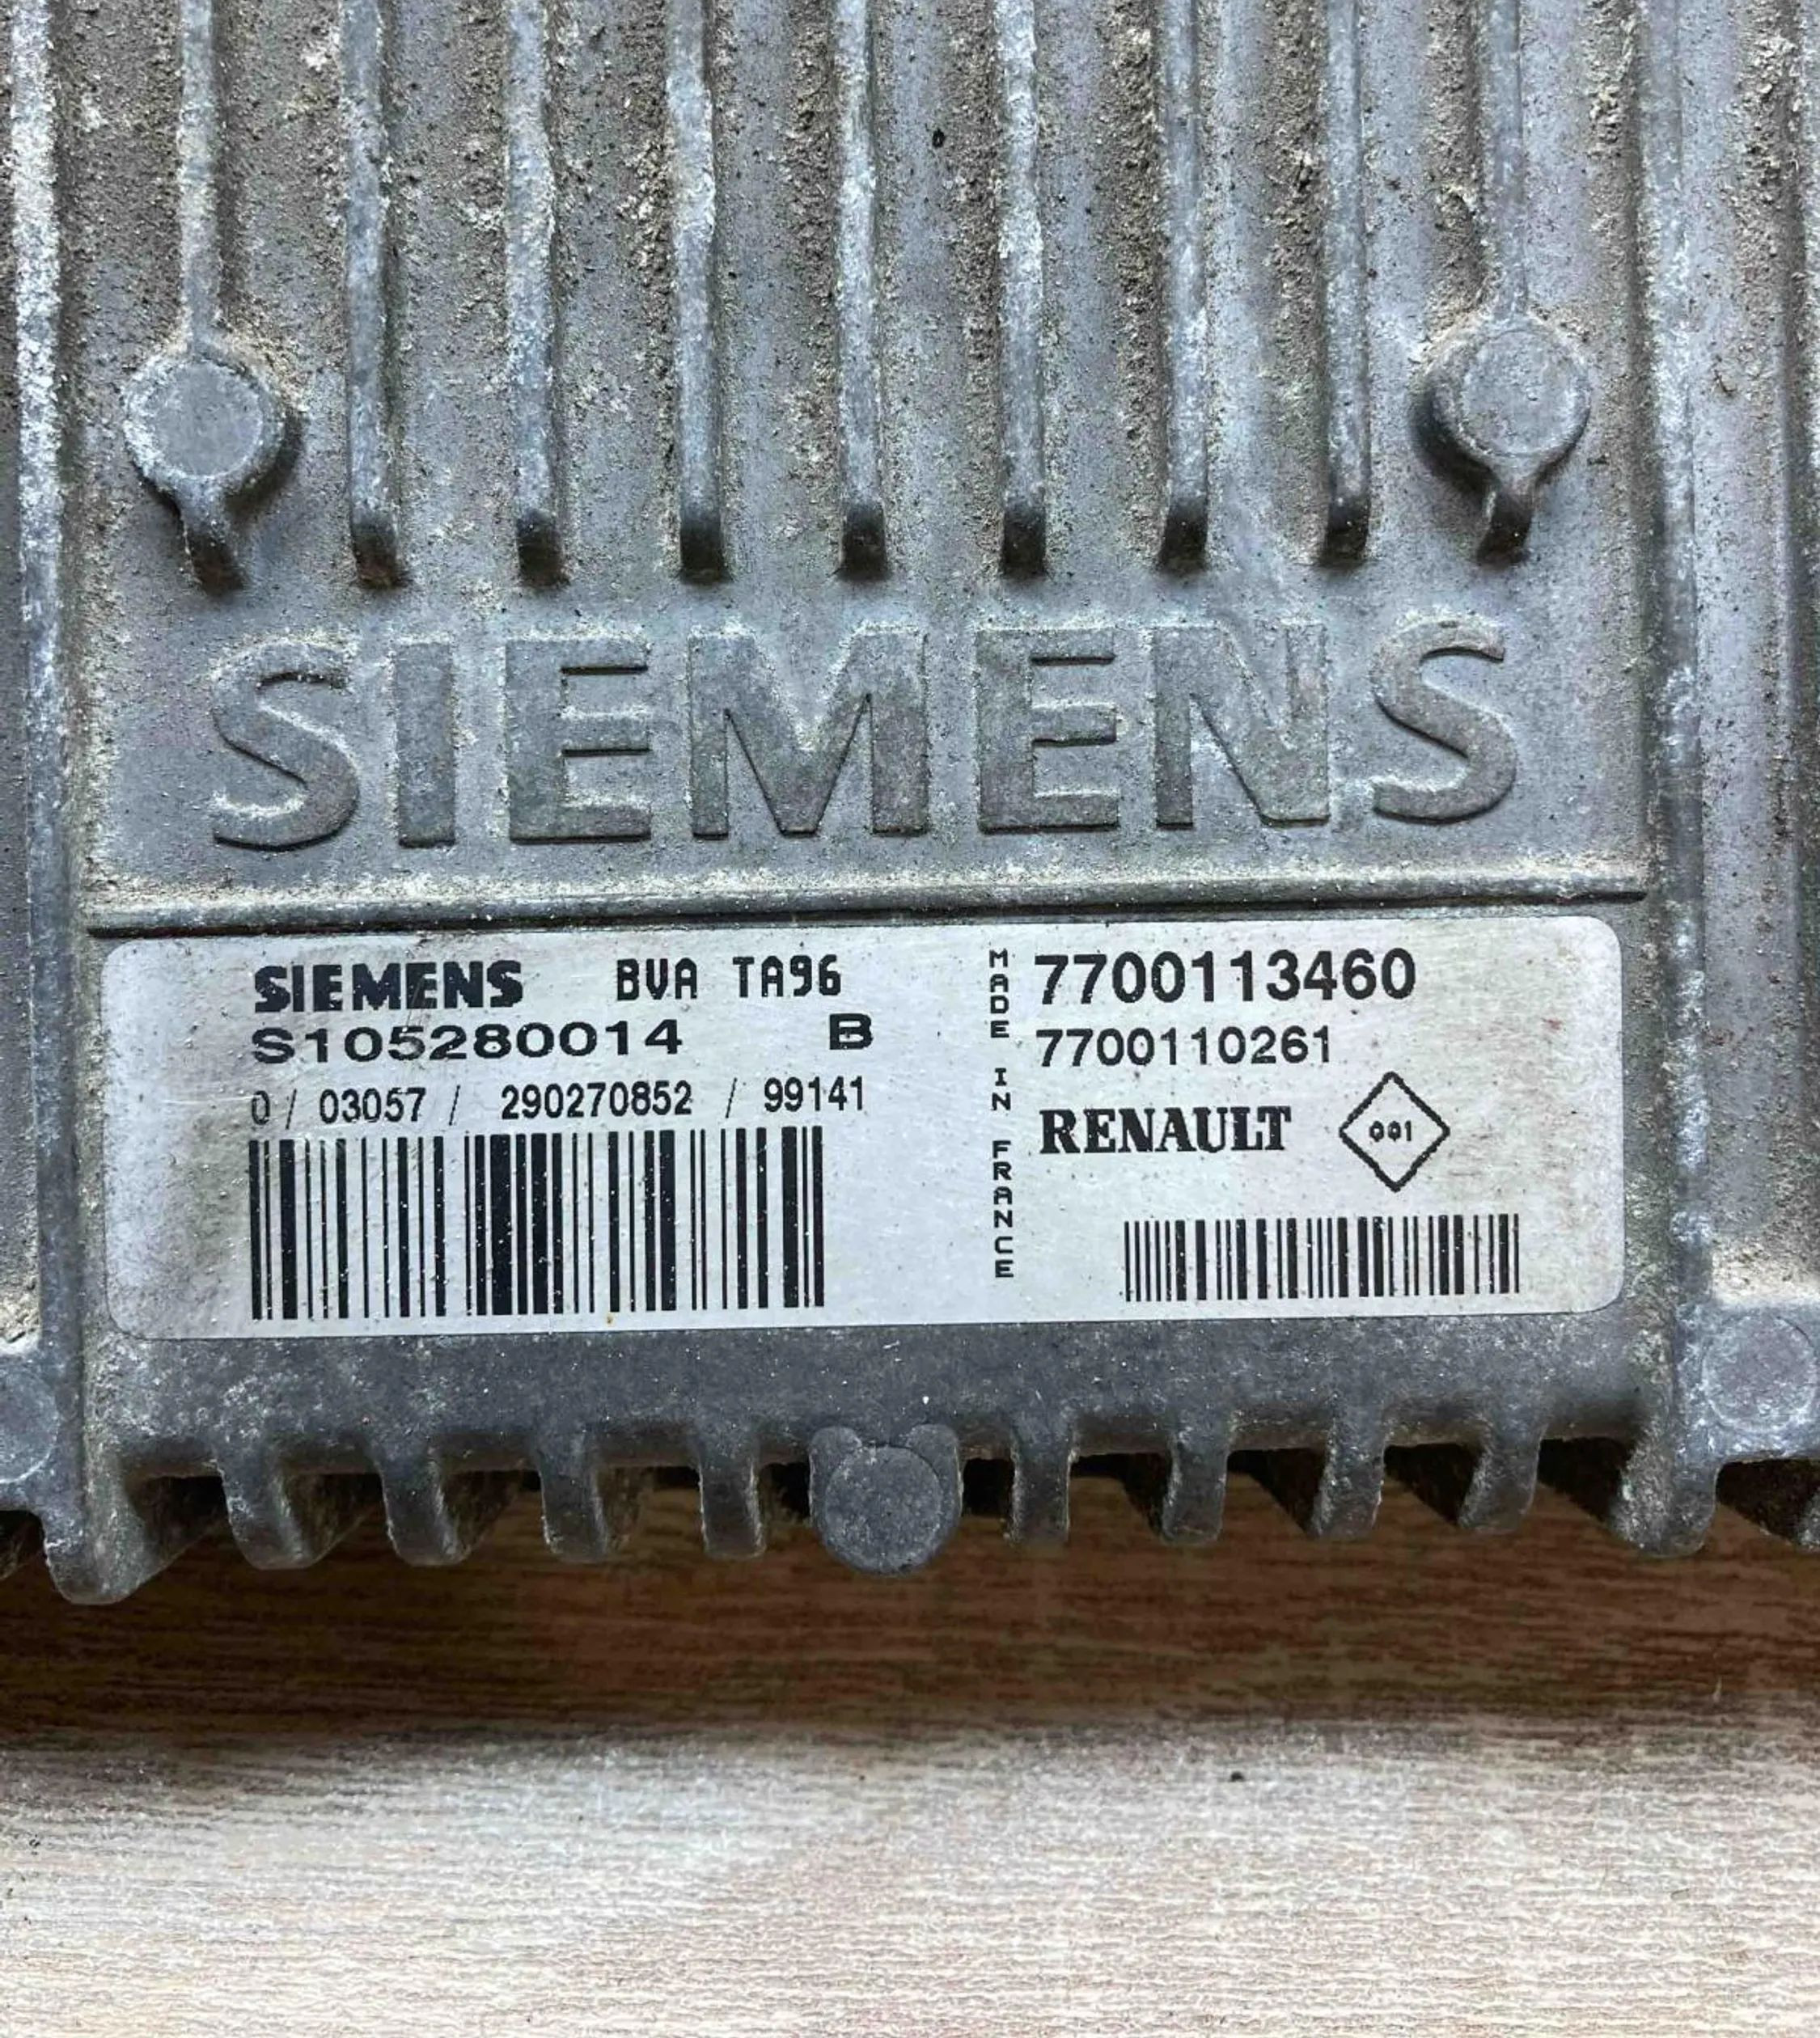 SIEMENS
SIEMENS BVA TA96
S105280014 B
0 / 03057 / 290270852 / 99141
MADE IN FRANCE
7700113460
7700110261
RENAULT 001